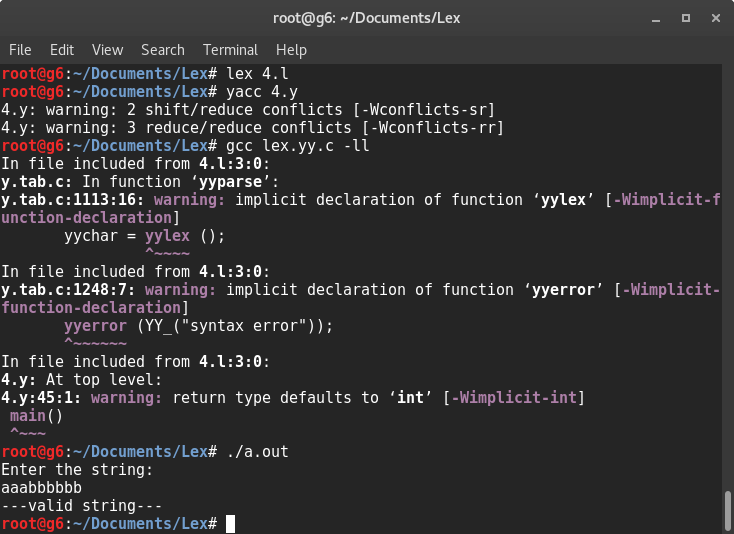 root@g6: ~/Documents/Lex
File Edit View Search Terminal Help
root@g6:~/Documents/Lex# lex 4.l
root@g6:~/Documents/Lex# yacc 4.y
4.y: warning: 2 shift/reduce conflicts [-Wconflicts-sr]
4.y: warning: 3 reduce/reduce conflicts [-Wconflicts-rr]
root@g6:~/Documents/Lex# gcc lex.yy.c -ll
In file included from 4.l:3:0:
y.tab.c: In function ‘yyparse’:
y.tab.c:1113:16: warning: implicit declaration of function ‘yylex’ [-Wimplicit-f
unction-declaration]
       yychar = yylex ();
                ^~~~~
In file included from 4.l:3:0:
y.tab.c:1248:7: warning: implicit declaration of function ‘yyerror’ [-Wimplicit-
function-declaration]
       yyerror (YY_("syntax error"));
       ^~~~~~~
In file included from 4.l:3:0:
4.y: At top level:
4.y:45:1: warning: return type defaults to ‘int’ [-Wimplicit-int]
 main()
 ^~~~
root@g6:~/Documents/Lex# ./a.out
Enter the string:
aaabbbbbb
---valid string---
root@g6:~/Documents/Lex#